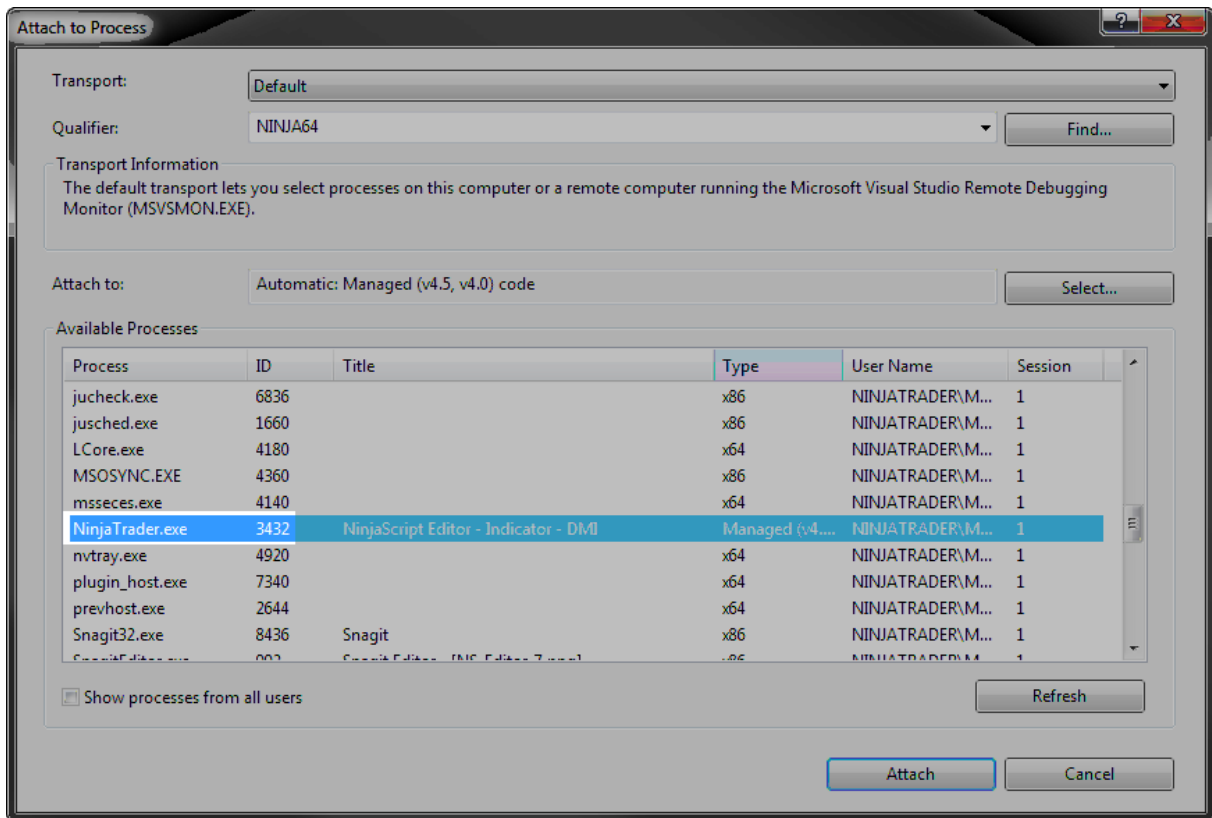 Attach to Process
Transport: Default
Qualifier: NINJA64 Find...
Transport Information
The default transport lets you select processes on this computer or a remote computer running the Microsoft Visual Studio Remote Debugging
Monitor (MSVSMON.EXE).
Attach to: Automatic: Managed (v4.5, v4.0) code Select...
Available Processes
Process ID Title Type User Name Session
jucheck.exe 6836 x86 NINJATRADER\M... 1
jusched.exe 1660 x86 NINJATRADER\M... 1
LCore.exe 4180 x64 NINJATRADER\M... 1
MSOSYNC.EXE 4360 x86 NINJATRADER\M... 1
msseces.exe 4140 x64 NINJATRADER\M... 1
NinjaTrader.exe 3432 NinjaScript Editor - Indicator - DMI Managed (v4.... NINJATRADER\M... 1
nvtray.exe 4920 x64 NINJATRADER\M... 1
plugin_host.exe 7340 x64 NINJATRADER\M... 1
prevhost.exe 2644 x64 NINJATRADER\M... 1
Snagit32.exe 8436 Snagit x86 NINJATRADER\M... 1
Show processes from all users Refresh
Attach Cancel